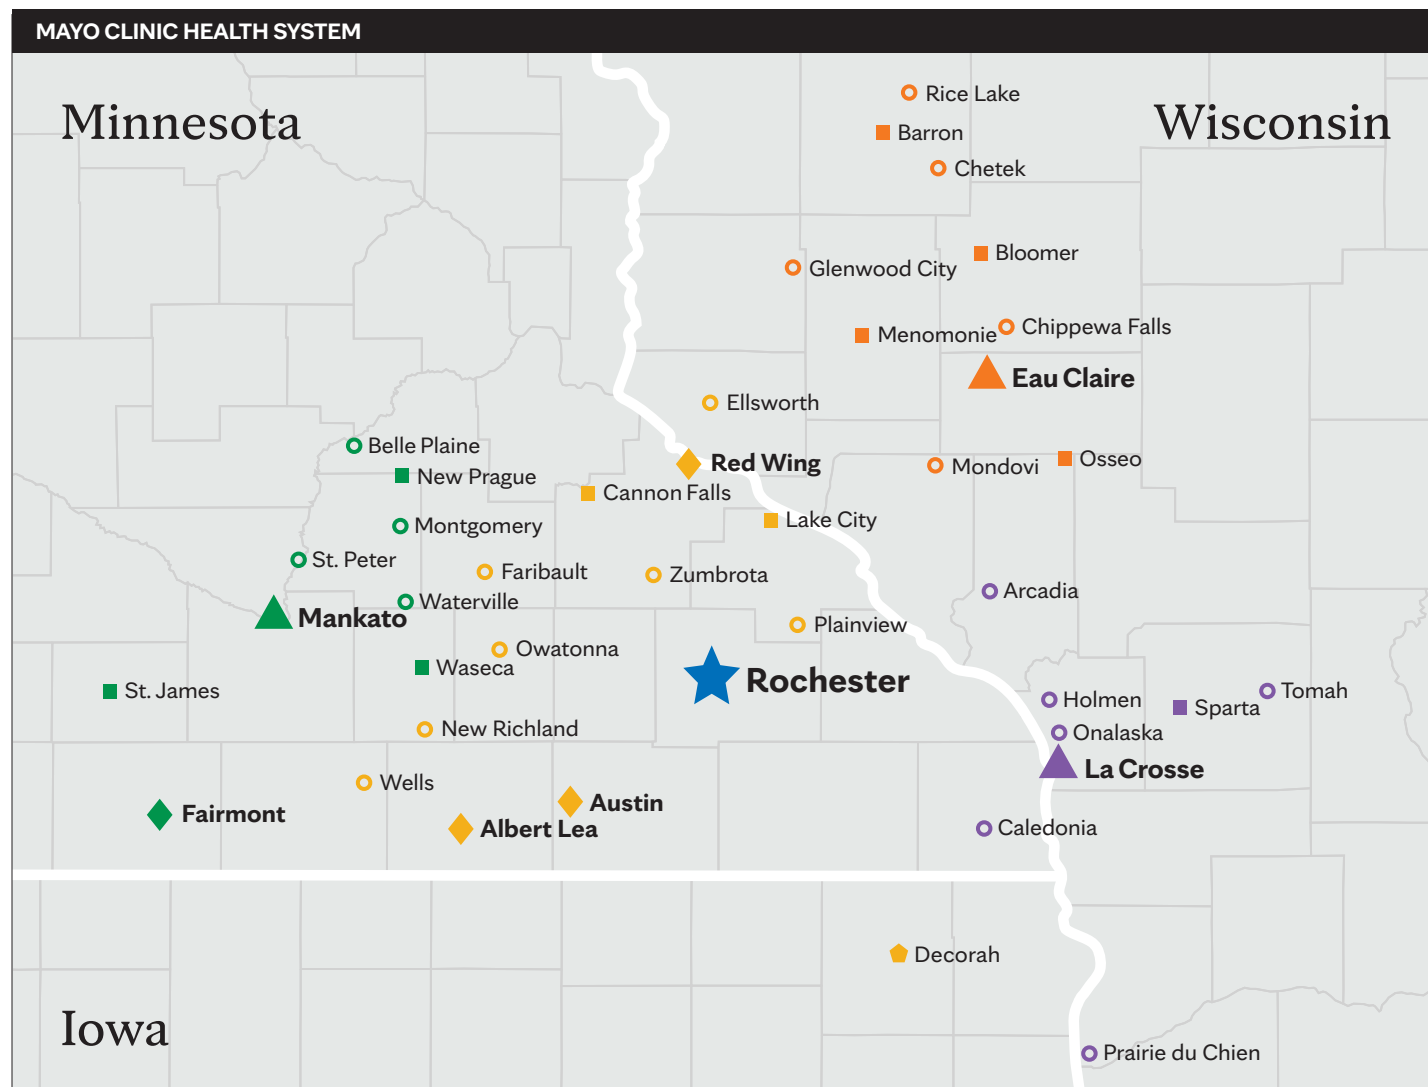 MAYO CLINIC HEALTH SYSTEM
Minnesota
Wisconsin
Rice Lake
Barron
Chetek
Bloomer
Glenwood City
Chippewa Falls
Menomonie
Eau Claire
Ellsworth
Belle Plaine
Red Wing
Mondovi
Osseo
New Prague
Cannon Falls
Lake City
Montgomery
St. Peter
Faribault
Zumbrota
Arcadia
Waterville
Mankato
Plainview
Owatonna
Waseca
Rochester
St. James
Holmen
Tomah
Sparta
New Richland
Onalaska
La Crosse
Wells
Austin
Fairmont
Albert Lea
Caledonia
Decorah
Iowa
Prairie du Chien